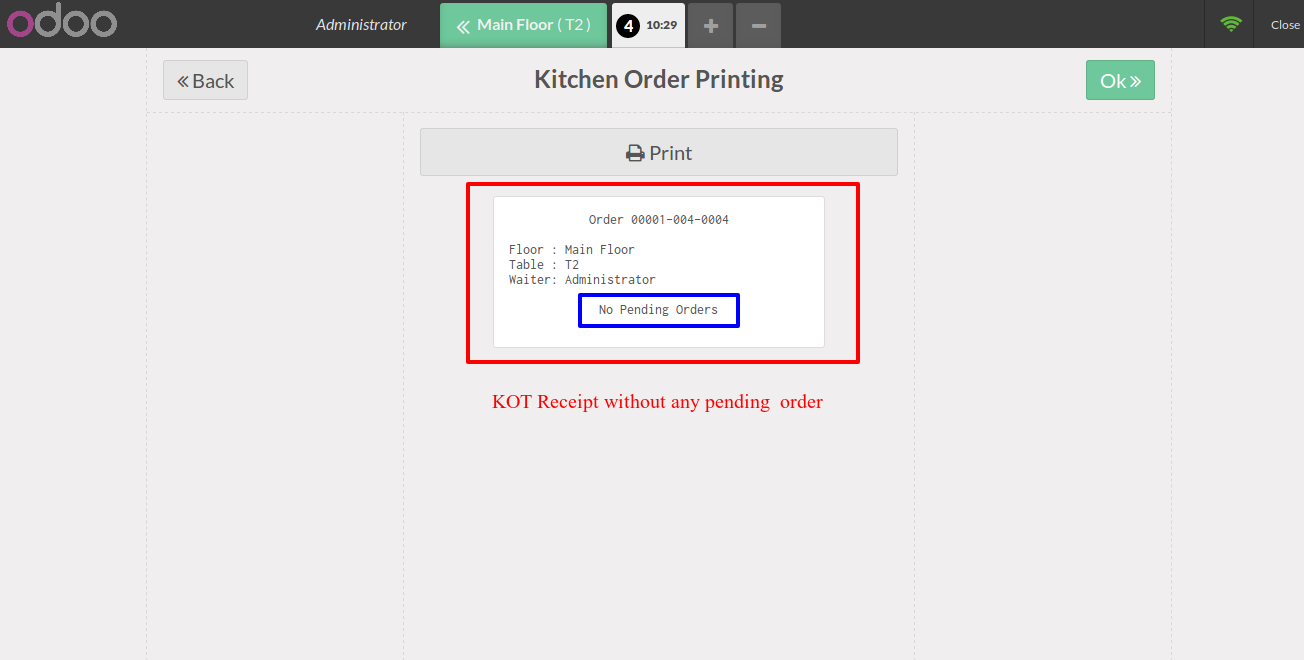 odoo
Administrator
« Main Floor ( T2 )
4 10:29
+
−
Close
« Back
Kitchen Order Printing
Ok »
Print
Order 00001-004-0004
Floor : Main Floor
Table : T2
Waiter: Administrator
No Pending Orders
KOT Receipt without any pending order